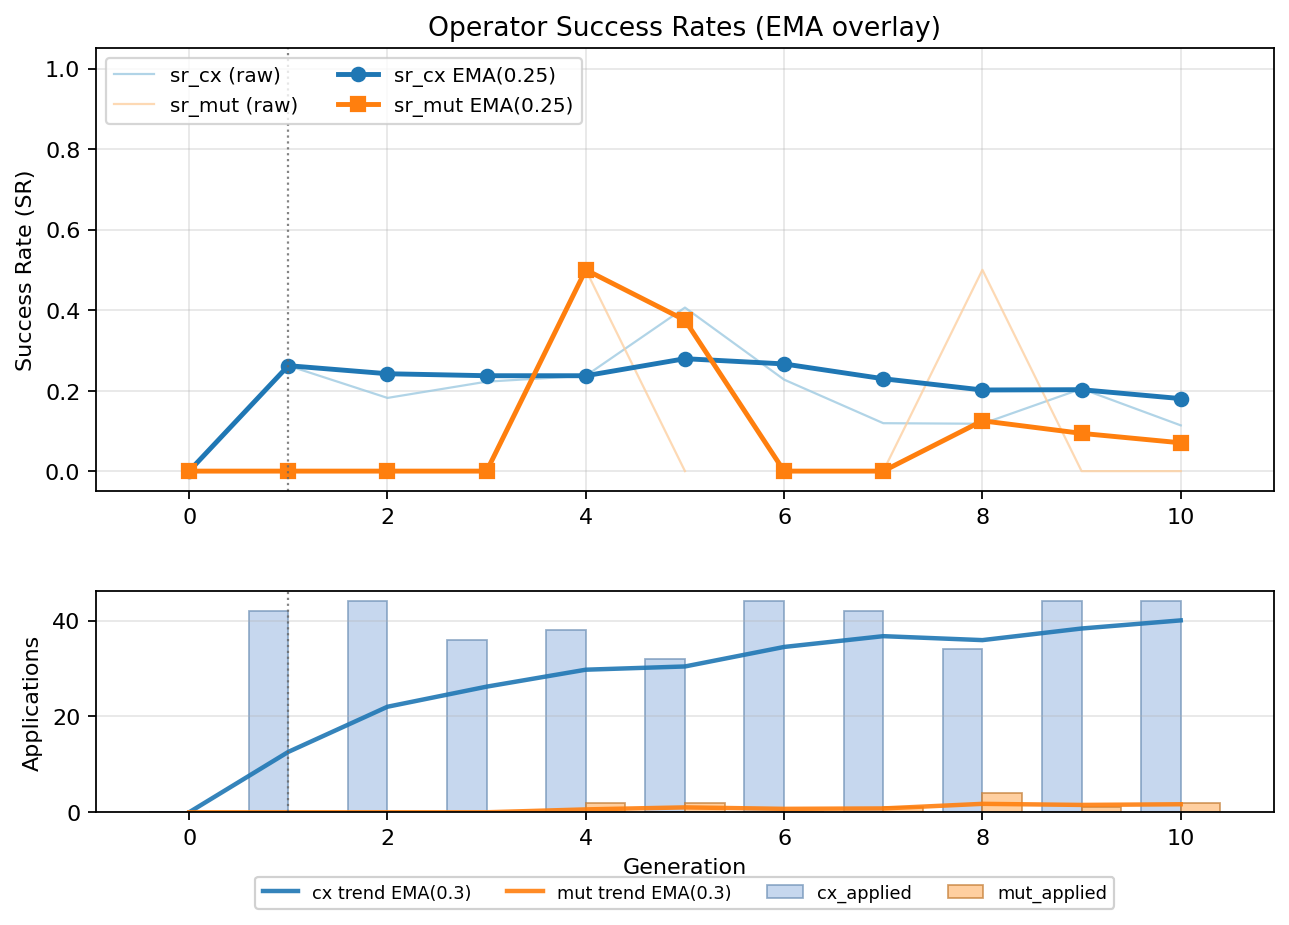 Operator Success Rates (EMA overlay)
sr_cx (raw)
sr_mut (raw)
sr_cx EMA(0.25)
sr_mut EMA(0.25)
Success Rate (SR)
1.0
0.8
0.6
0.4
0.2
0.0
0 2 4 6 8 10
Applications
40
20
0
0 2 4 6 8 10
Generation
cx trend EMA(0.3) mut trend EMA(0.3) cx_applied mut_applied